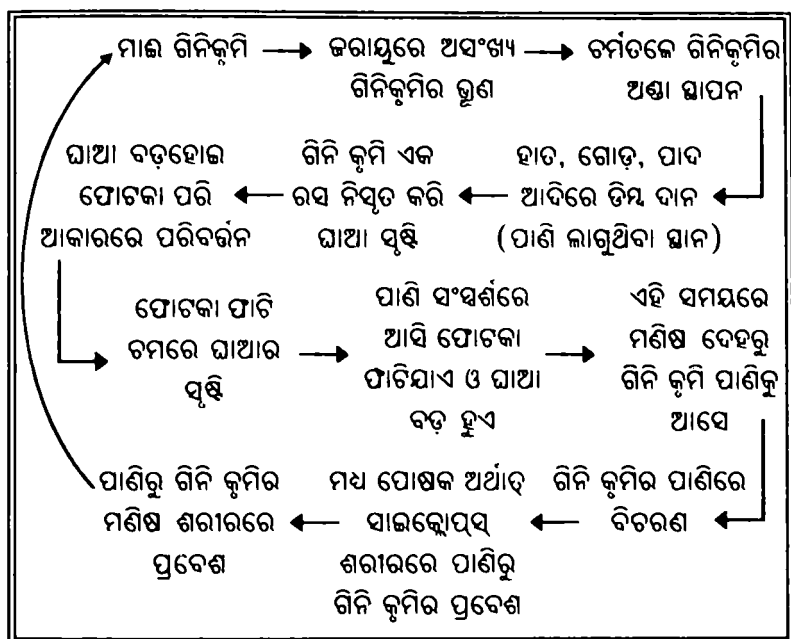 ମାଈ ଗିନିକୃମି
ଜରାୟୁରେ ଅସଂଖ୍ୟ
ଗିନିକୃମିର ଭ୍ରୂଣ
ଚର୍ମତଳେ ଗିନିକୃମିର
ଅଣ୍ଡା ସ୍ଥାପନ
ହାତ, ଗୋଡ଼, ପାଦ
ଆଦିରେ ଡିମ୍ବ ଦାନ
(ପାଣି ଲାଗୁଥିବା ସ୍ଥାନ)
ଗିନି କୃମି ଏକ
ରସ ନିସୃତ କରି
ଘାଆ ସୃଷ୍ଟି
ଘାଆ ବଡ଼ହୋଇ
ଫୋଟକା ପରି
ଆକାରରେ ପରିବର୍ତ୍ତନ
ଫୋଟକା ଫାଟି
ଚମରେ ଘାଆର
ସୃଷ୍ଟି
ପାଣି ସଂସ୍ପର୍ଶରେ
ଆସି ଫୋଟକା
ଫାଟିଯାଏ ଓ ଘାଆ
ବଡ଼ ହୁଏ
ଏହି ସମୟରେ
ମଣିଷ ଦେହରୁ
ଗିନି କୃମି ପାଣିକୁ
ଆସେ
ଗିନି କୃମିର ପାଣିରେ
ବିଚରଣ
ମଧ୍ୟ ପୋଷକ ଅର୍ଥାତ୍
ସାଇକ୍ଲୋପ୍‌ସ୍
ଶରୀରରେ ପାଣିରୁ
ଗିନି କୃମିର ପ୍ରବେଶ
ପାଣିରୁ ଗିନି କୃମିର
ମଣିଷ ଶରୀରରେ
ପ୍ରବେଶ